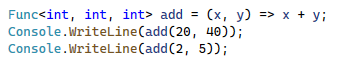 Func<int, int, int> add = (x, y) => x + y;
Console.WriteLine(add(20, 40));
Console.WriteLine(add(2, 5));